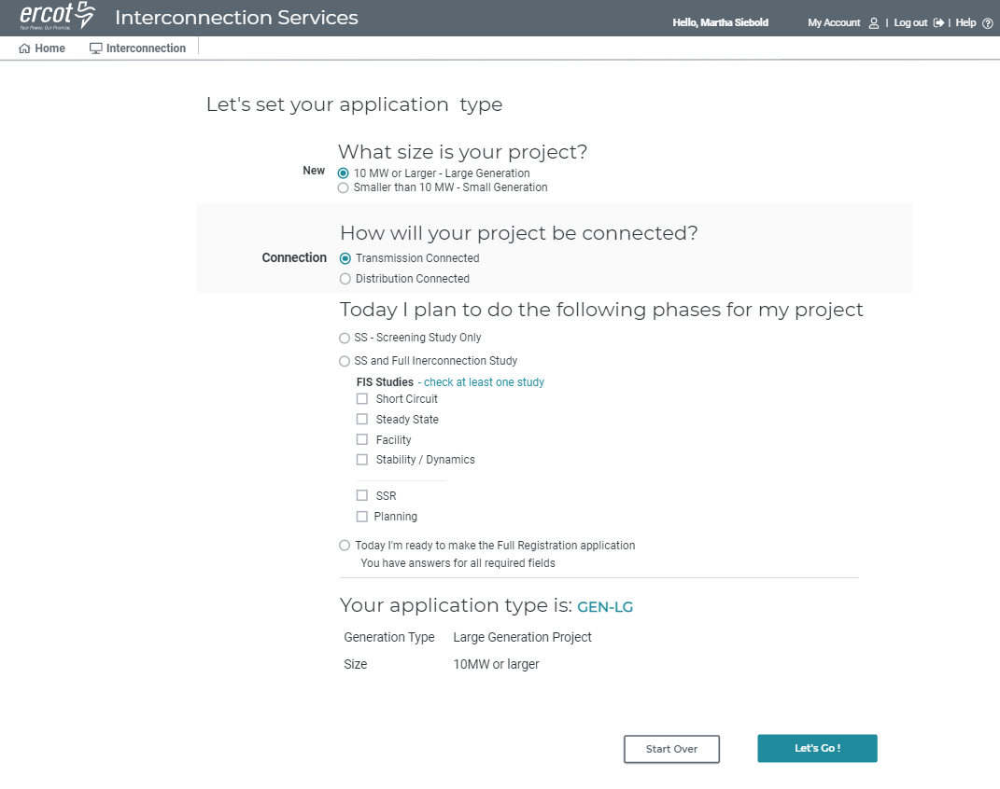 ercot
Your Power. Our Promise.
Interconnection Services
Hello, Martha Siebold
My Account | Log out | Help
Home
Interconnection
Let's set your application type
What size is your project?
New
10 MW or Larger - Large Generation
Smaller than 10 MW - Small Generation
How will your project be connected?
Connection
Transmission Connected
Distribution Connected
Today I plan to do the following phases for my project
SS - Screening Study Only
SS and Full Inerconnection Study
FIS Studies - check at least one study
Short Circuit
Steady State
Facility
Stability / Dynamics
SSR
Planning
Today I'm ready to make the Full Registration application
You have answers for all required fields
Your application type is: GEN-LG
Generation Type Large Generation Project
Size 10MW or larger
Start Over
Let's Go !